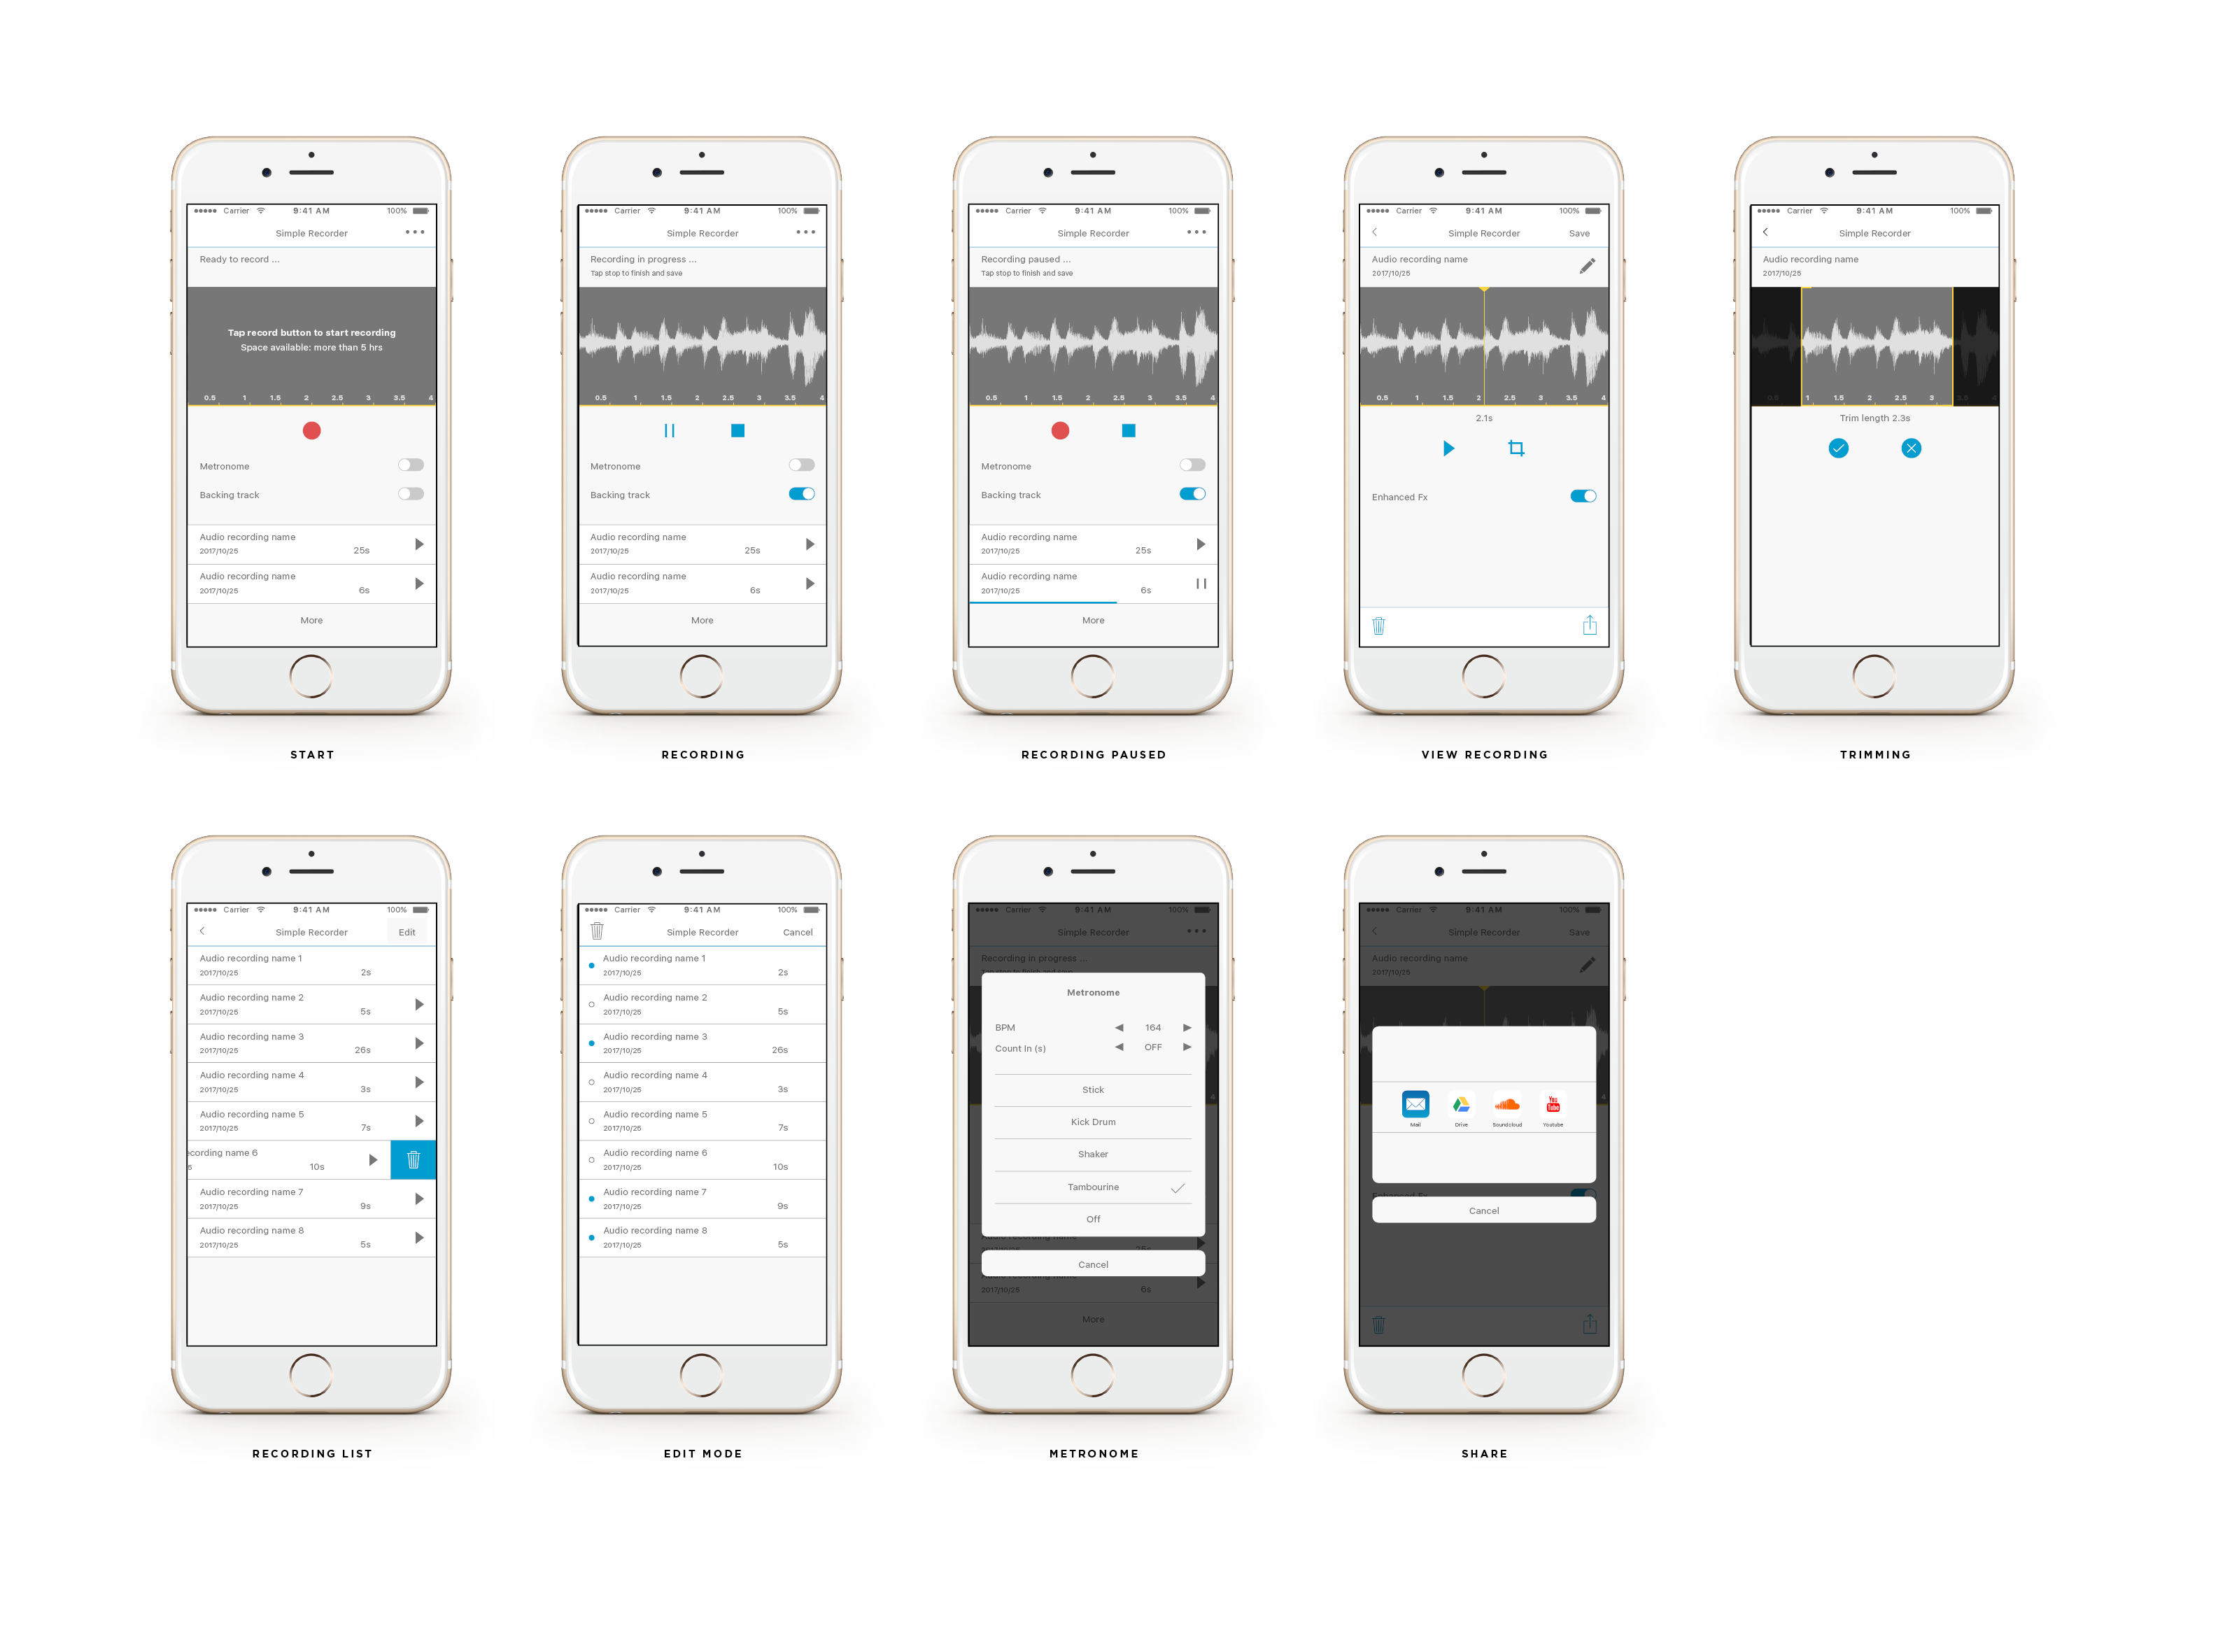 Carrier 9:41 AM 100%
Simple Recorder
Ready to record ...
Tap record button to start recording
Space available: more than 5 hrs
0.5 1 1.5 2 2.5 3 3.5 4
Metronome
Backing track
Audio recording name
2017/10/25 25s
Audio recording name
2017/10/25 6s
More
START
Carrier 9:41 AM 100%
Simple Recorder
Recording in progress ...
Tap stop to finish and save
0.5 1 1.5 2 2.5 3 3.5 4
Metronome
Backing track
Audio recording name
2017/10/25 25s
Audio recording name
2017/10/25 6s
More
RECORDING
Carrier 9:41 AM 100%
Simple Recorder
Recording paused ...
Tap stop to finish and save
0.5 1 1.5 2 2.5 3 3.5 4
Metronome
Backing track
Audio recording name
2017/10/25 25s
Audio recording name
2017/10/25 6s
More
RECORDING PAUSED
Carrier 9:41 AM 100%
Simple Recorder Save
Audio recording name
2017/10/25
0.5 1 1.5 2 2.5 3 3.5 4
2.1s
Enhanced Fx
VIEW RECORDING
Carrier 9:41 AM 100%
Simple Recorder
Audio recording name
2017/10/25
0.5 1 1.5 2 2.5 3 3.5 4
Trim length 2.3s
TRIMMING
Carrier 9:41 AM 100%
Simple Recorder Edit
Audio recording name 1
2017/10/25 2s
Audio recording name 2
2017/10/25 5s
Audio recording name 3
2017/10/25 26s
Audio recording name 4
2017/10/25 3s
Audio recording name 5
2017/10/25 7s
ecording name 6
5 10s
Audio recording name 7
2017/10/25 9s
Audio recording name 8
2017/10/25 5s
RECORDING LIST
Carrier 9:41 AM 100%
Simple Recorder Cancel
Audio recording name 1
2017/10/25 2s
Audio recording name 2
2017/10/25 5s
Audio recording name 3
2017/10/25 26s
Audio recording name 4
2017/10/25 3s
Audio recording name 5
2017/10/25 7s
Audio recording name 6
2017/10/25 10s
Audio recording name 7
2017/10/25 9s
Audio recording name 8
2017/10/25 5s
EDIT MODE
Carrier 9:41 AM 100%
Simple Recorder
Recording in progress ...
Metronome
BPM 164
Count In (s) OFF
4
Stick
Kick Drum
Shaker
Tambourine
Off
Cancel
2017/10/25 6s
More
METRONOME
Carrier 9:41 AM 100%
Simple Recorder Save
Audio recording name
2017/10/25
4
Mail Drive Soundcloud You Tube Youtube
Enhanced Fx
Cancel
SHARE